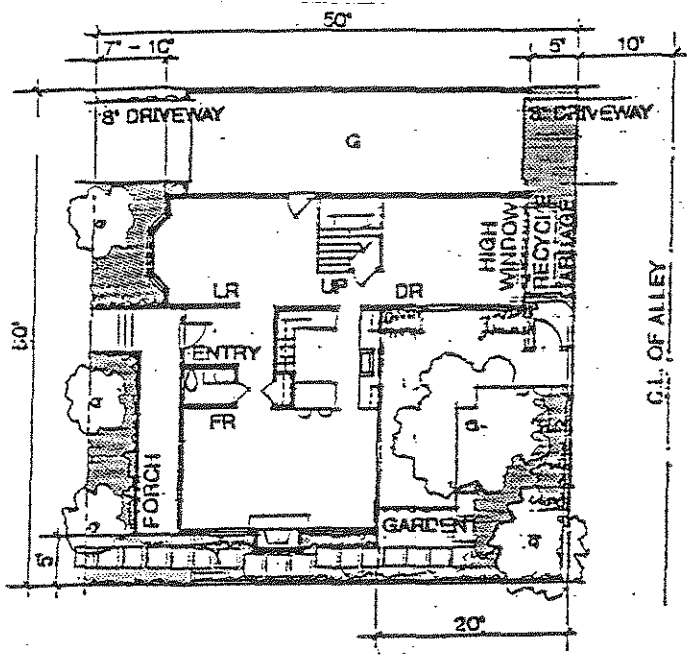 50'
7' - 10"
5'
10'
8' DRIVEWAY
8' DRIVEWAY
G
HIGH
WINDOW
RECYCLE
LR
UP
DR
ENTRY
FR
PORCH
GARDEN
5'
20'
C.L. OF ALLEY